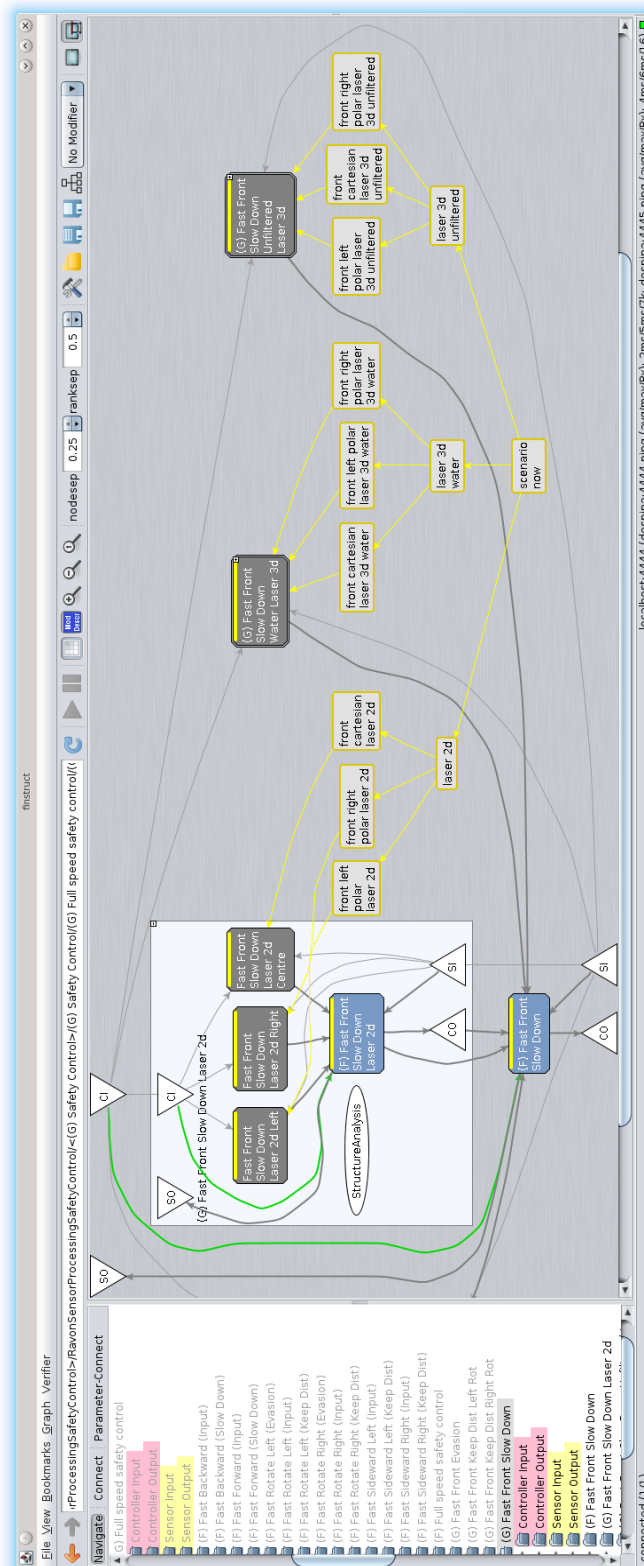 finstruct
File View Bookmarks Graph Verifier
rProcessingSafetyControl>/RavonSensorProcessingSafetyControl/<(G) Safety Control>/(G) Safety Control/(G) Full speed safety control/((
nodesep 0.25 ranksep 0.5
No Modifier
Mod
Descr
Navigate Connect Parameter-Connect
(G) Full speed safety control
Controller Input
Controller Output
Sensor Input
Sensor Output
(F) Fast Backward (Input)
(F) Fast Backward (Slow Down)
(F) Fast Forward (Input)
(F) Fast Forward (Slow Down)
(F) Fast Rotate Left (Evasion)
(F) Fast Rotate Left (Input)
(F) Fast Rotate Left (Keep Dist)
(F) Fast Rotate Right (Evasion)
(F) Fast Rotate Right (Input)
(F) Fast Rotate Right (Keep Dist)
(F) Fast Sideward Left (Input)
(F) Fast Sideward Left (Keep Dist)
(F) Fast Sideward Right (Input)
(F) Fast Sideward Right (Keep Dist)
(F) Full speed safety control
(G) Fast Front Evasion
(G) Fast Front Keep Dist Left Rot
(G) Fast Front Keep Dist Right Rot
(G) Fast Front Slow Down
Controller Input
Controller Output
Sensor Input
Sensor Output
(F) Fast Front Slow Down
(G) Fast Front Slow Down Laser 2d
SO
CI
SO
CI
(G) Fast Front Slow Down Laser 2d
Fast Front
Slow Down
Laser 2d Left
Fast Front
Slow Down
Laser 2d Right
Fast Front
Slow Down
Laser 2d
Centre
(F) Fast Front
Slow Down
Laser 2d
StructureAnalysis
CO
SI
(G) Fast Front
Slow Down
Water Laser 3d
(G) Fast Front
Slow Down
Unfiltered
Laser 3d
front left
polar
laser 2d
front right
polar laser 2d
front
cartesian
laser 2d
front cartesian
laser 3d water
front left polar
laser 3d water
front right
polar laser
3d water
front left
polar laser
3d unfiltered
front
cartesian
laser 3d
unfiltered
front right
polar laser
3d unfiltered
laser 2d
laser 3d
water
laser 3d
unfiltered
scenario
now
(F) Fast Front
Slow Down
CO
SI